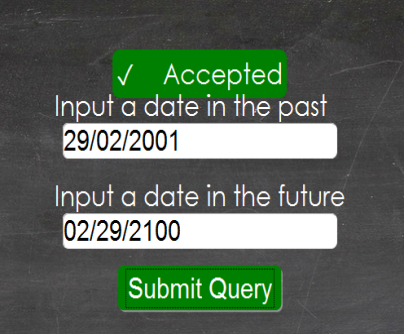 ✓ Accepted
Input a date in the past
29/02/2001
Input a date in the future
02/29/2100
Submit Query